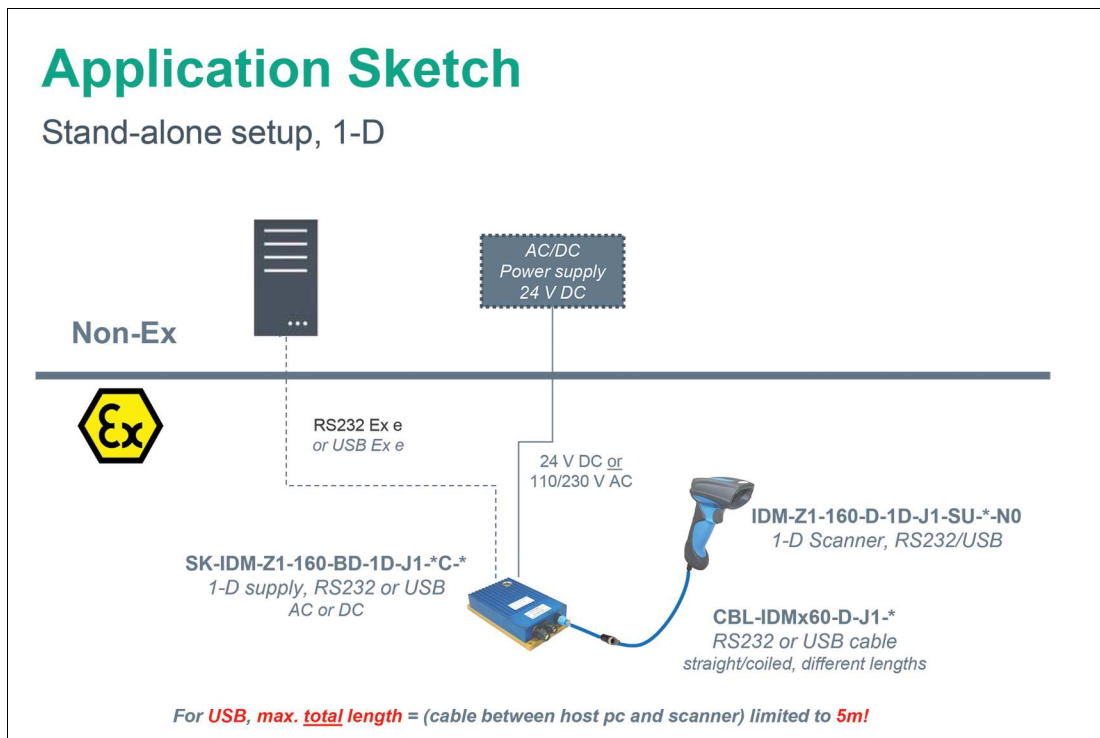 Application Sketch
Stand-alone setup, 1-D
AC/DC
Power supply
24 V DC
Non-Ex
Ex
RS232 Ex e
or USB Ex e
24 V DC or
110/230 V AC
IDM-Z1-160-D-1D-J1-SU-*-N0
1-D Scanner, RS232/USB
SK-IDM-Z1-160-BD-1D-J1-*C-*
1-D supply, RS232 or USB
AC or DC
CBL-IDMx60-D-J1-*
RS232 or USB cable
straight/coiled, different lengths
For USB, max. total length = (cable between host pc and scanner) limited to 5m!